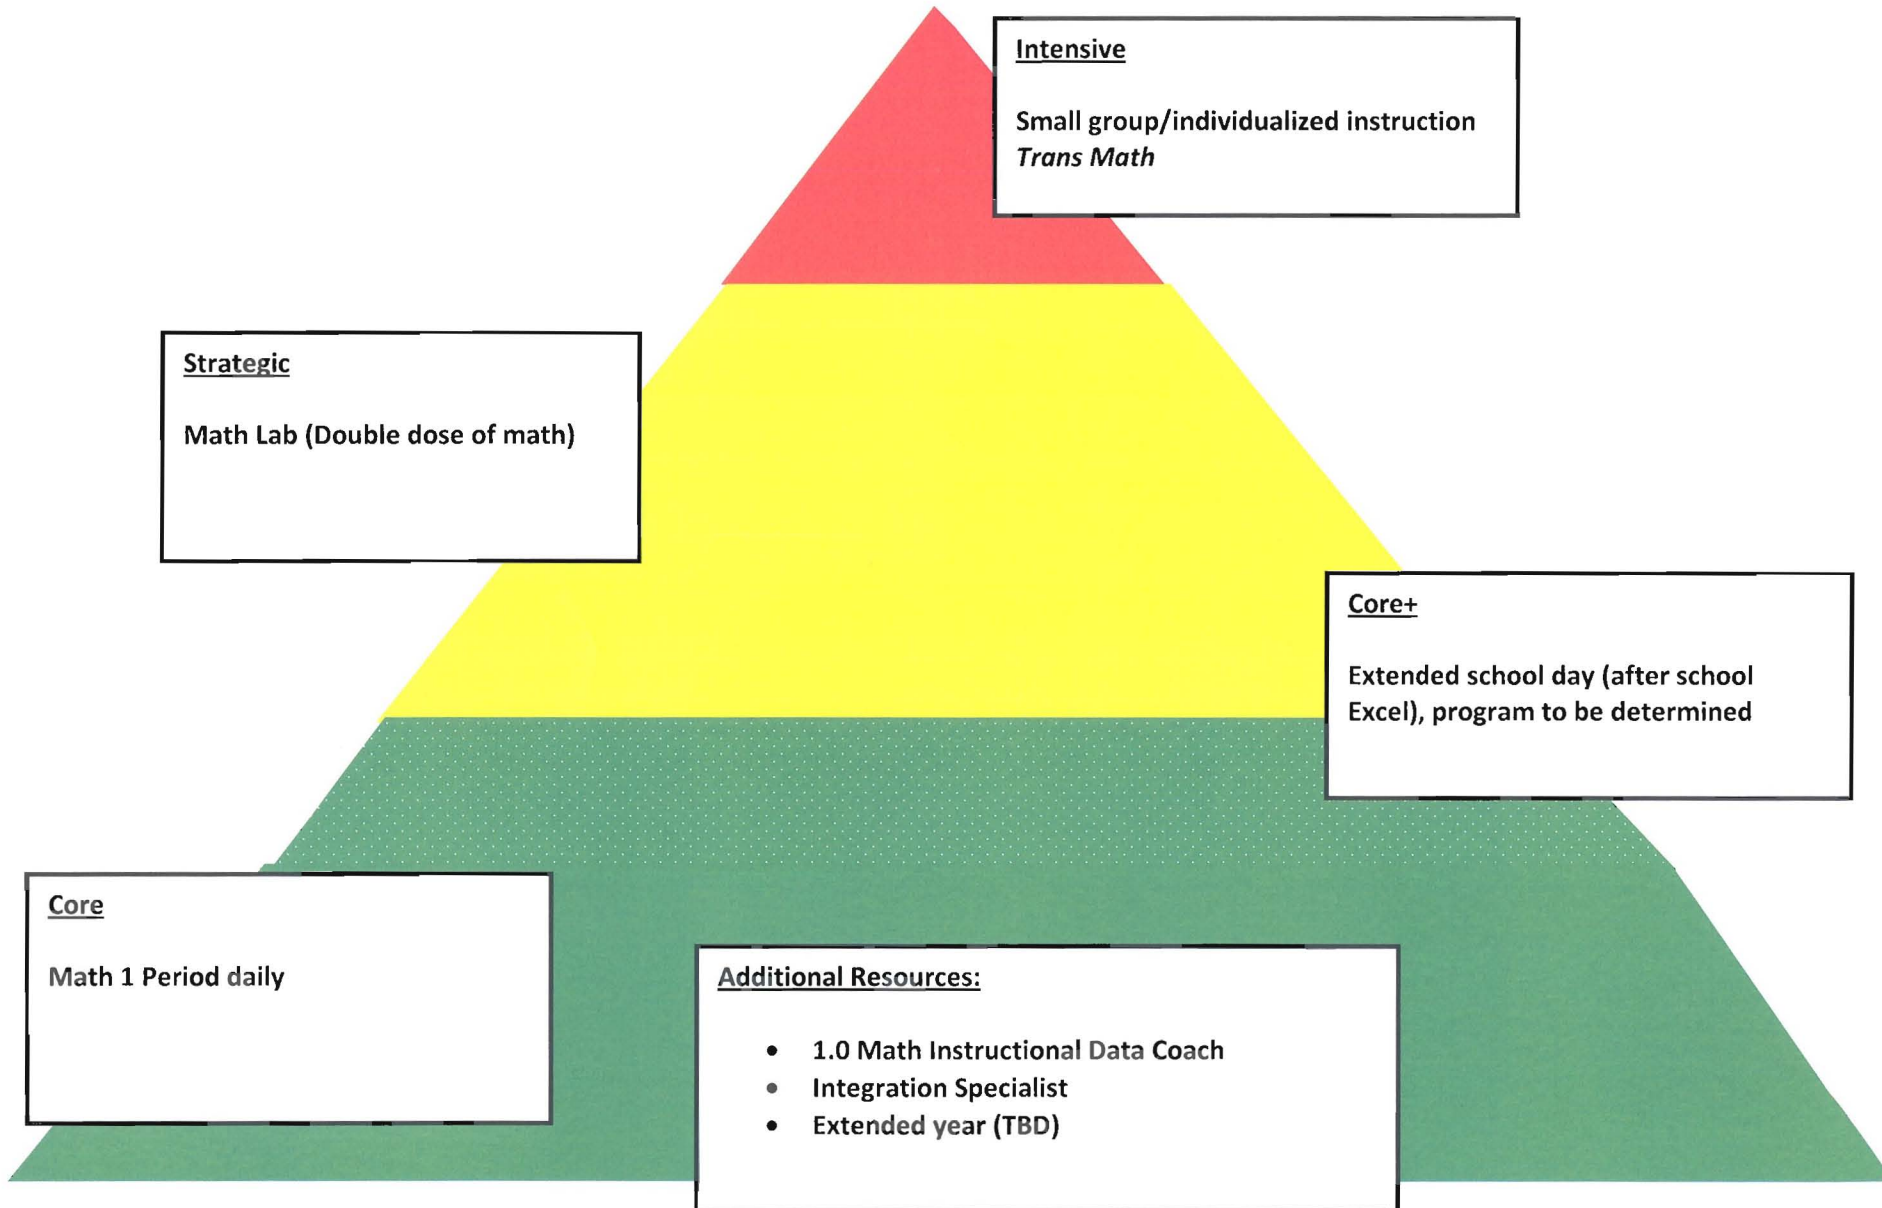 Intensive
Small group/individualized instruction
Trans Math
Strategic
Math Lab (Double dose of math)
Core+
Extended school day (after school
Excel), program to be determined
Core
Math 1 Period daily
Additional Resources:
• 1.0 Math Instructional Data Coach
• Integration Specialist
• Extended year (TBD)